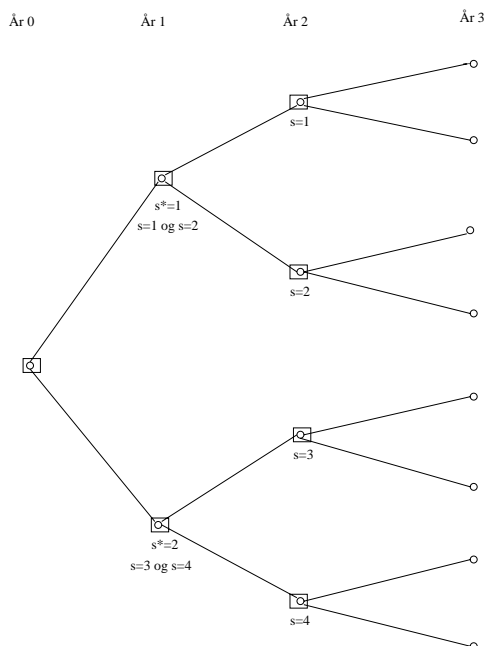 År 0
År 1
År 2
År 3
s=1
s*=1
s=1 og s=2
s=2
s=3
s*=2
s=3 og s=4
s=4